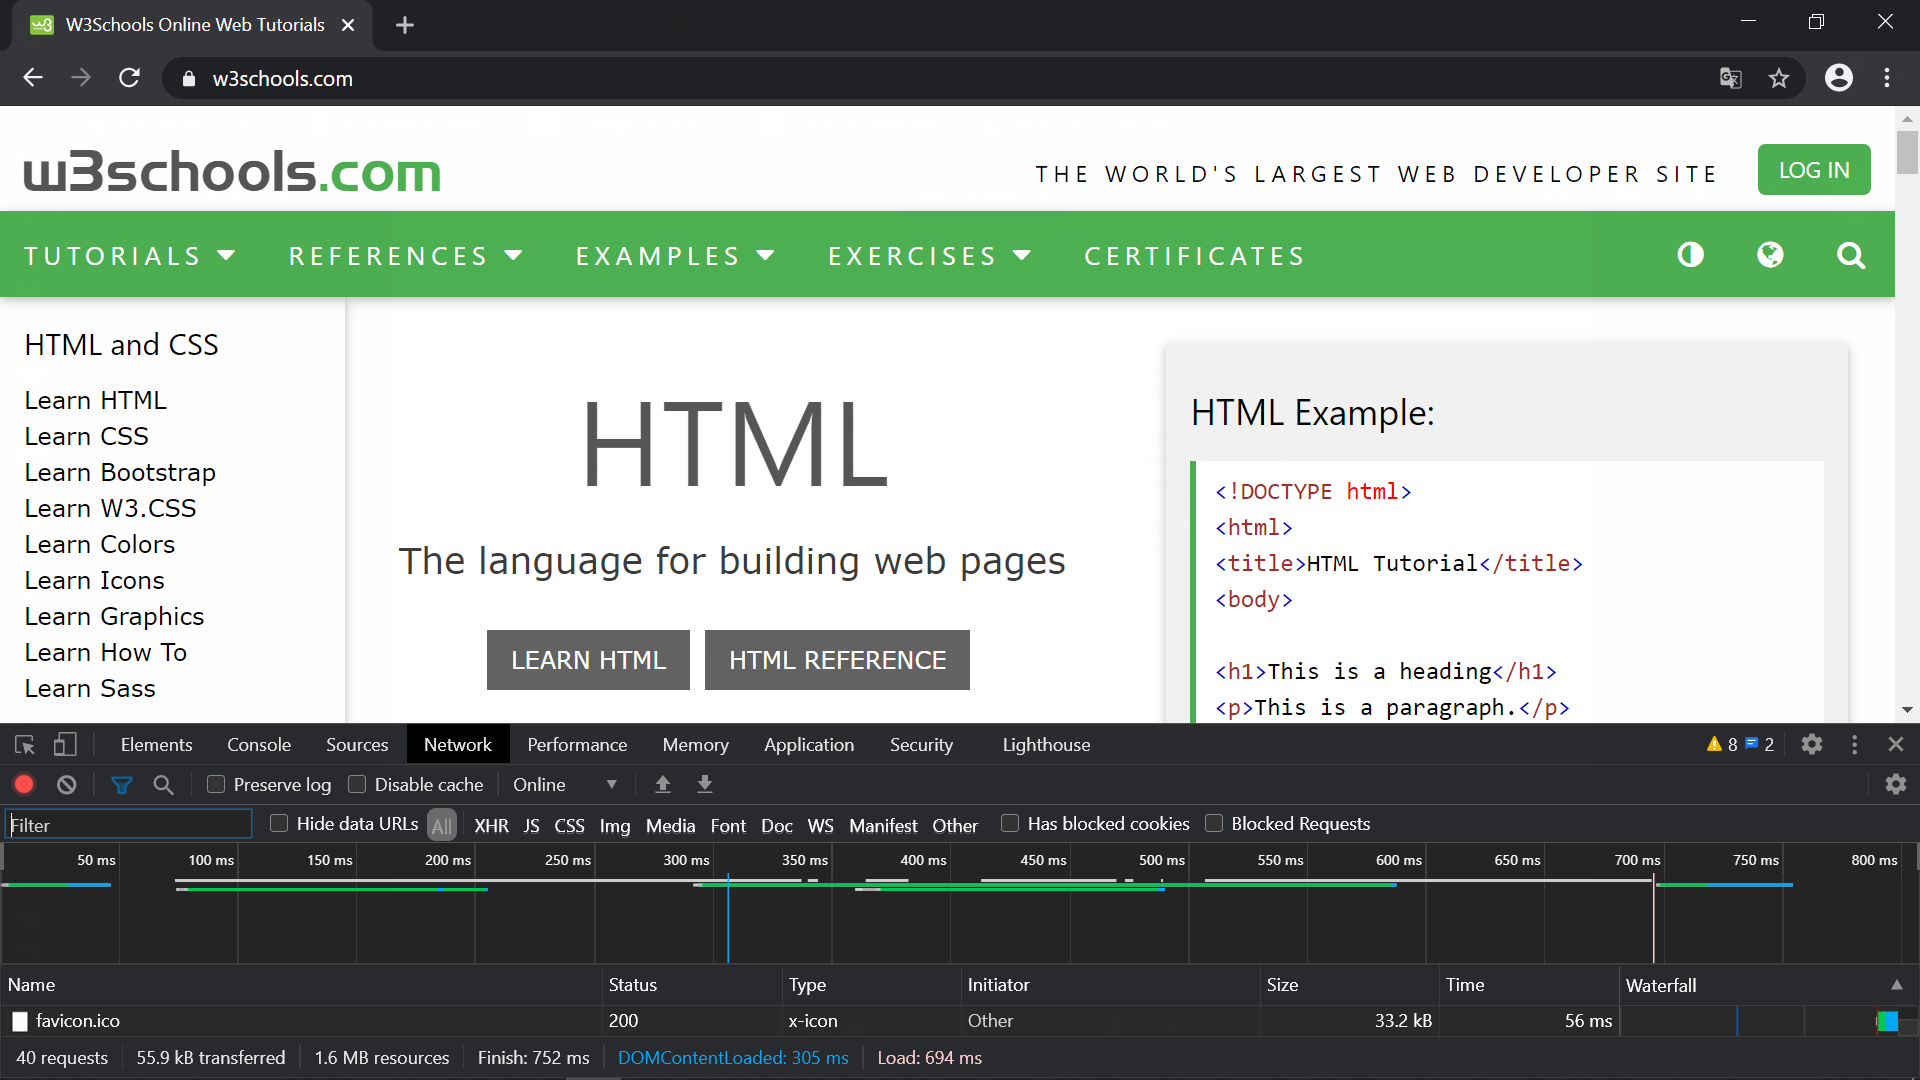 W3Schools Online Web Tutorials
w3schools.com
w3schools.com
THE WORLD'S LARGEST WEB DEVELOPER SITE
LOG IN
TUTORIALS REFERENCES EXAMPLES EXERCISES CERTIFICATES
HTML and CSS
Learn HTML
Learn CSS
Learn Bootstrap
Learn W3.CSS
Learn Colors
Learn Icons
Learn Graphics
Learn How To
Learn Sass
HTML
The language for building web pages
LEARN HTML HTML REFERENCE
HTML Example:
<!DOCTYPE html>
<html>
<title>HTML Tutorial</title>
<body>
<h1>This is a heading</h1>
<p>This is a paragraph.</p>
Elements Console Sources Network Performance Memory Application Security Lighthouse 8 2
Preserve log Disable cache Online
Filter Hide data URLs All XHR JS CSS Img Media Font Doc WS Manifest Other Has blocked cookies Blocked Requests
50 ms 100 ms 150 ms 200 ms 250 ms 300 ms 350 ms 400 ms 450 ms 500 ms 550 ms 600 ms 650 ms 700 ms 750 ms 800 ms
Name Status Type Initiator Size Time Waterfall
favicon.ico 200 x-icon Other 33.2 kB 56 ms
40 requests 55.9 kB transferred 1.6 MB resources Finish: 752 ms DOMContentLoaded: 305 ms Load: 694 ms